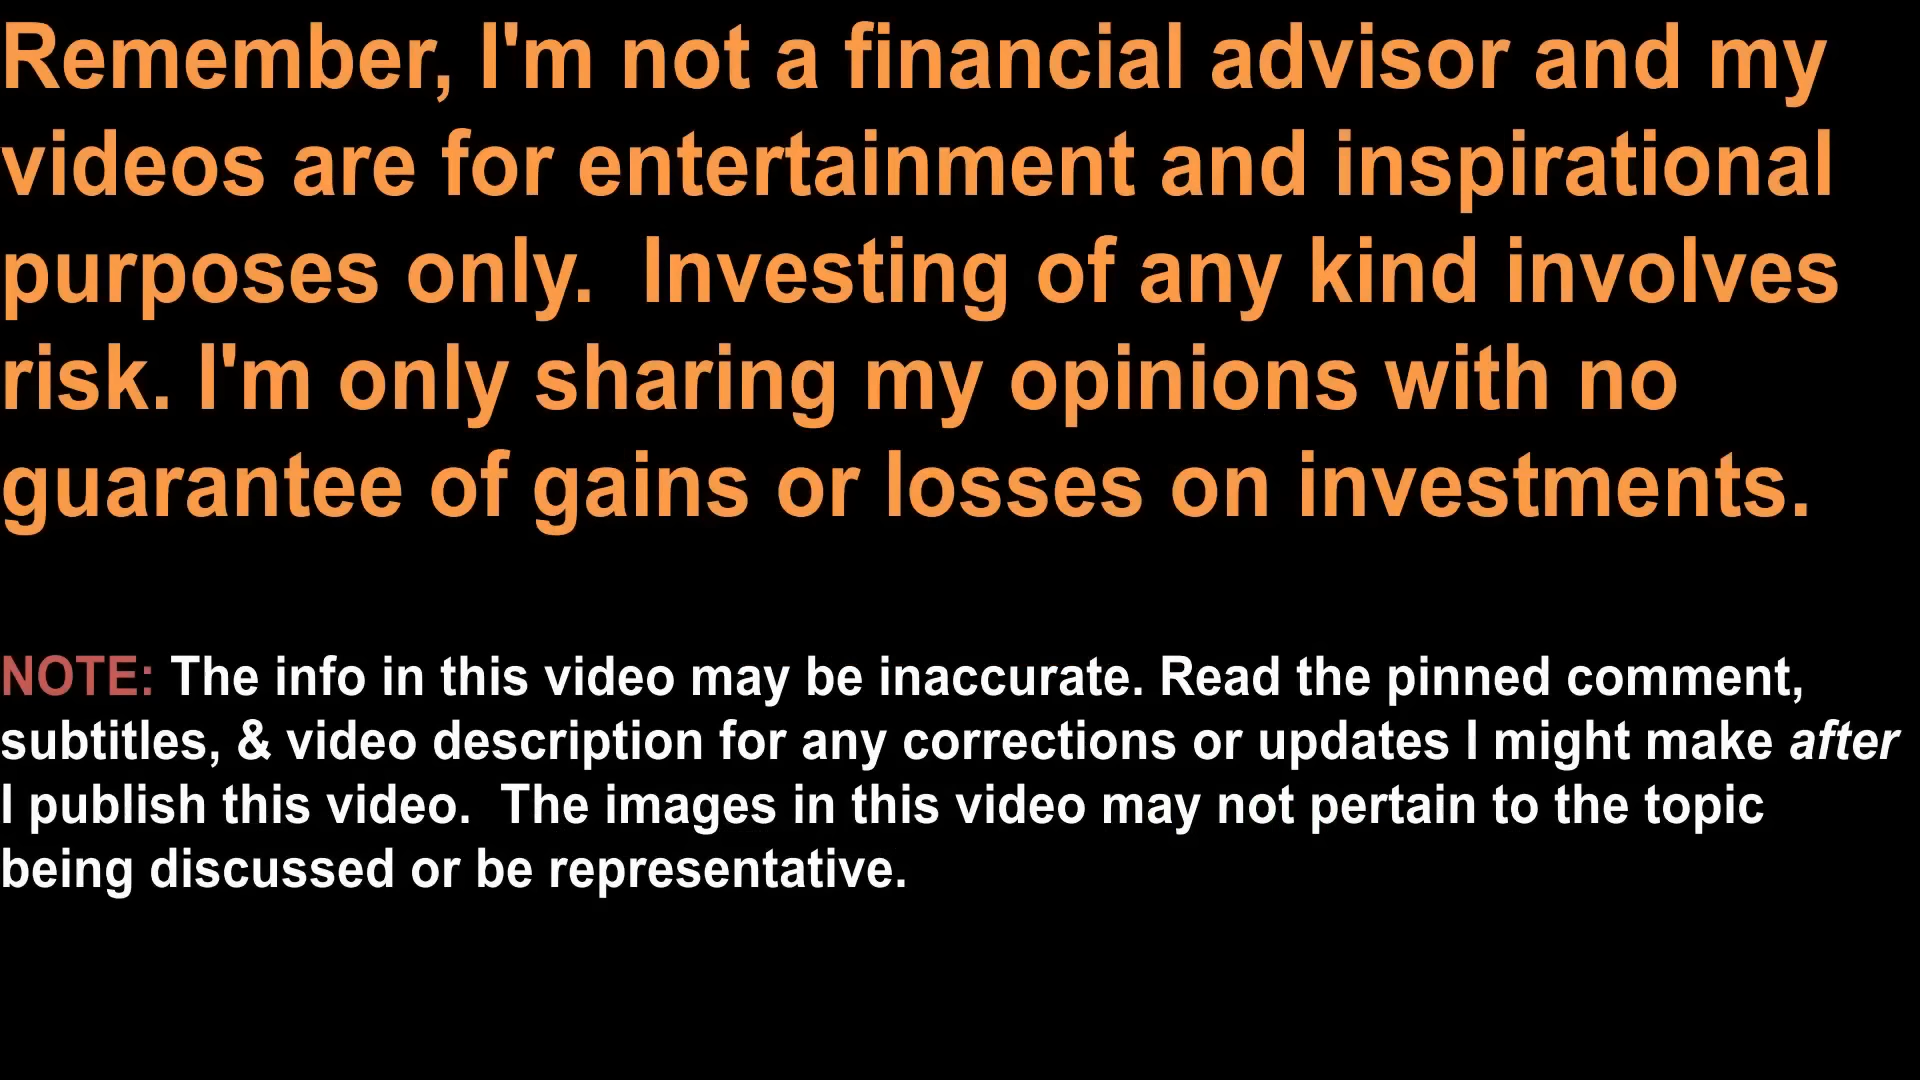 Remember, I'm not a financial advisor and my
videos are for entertainment and inspirational
purposes only.  Investing of any kind involves
risk. I'm only sharing my opinions with no
guarantee of gains or losses on investments.
NOTE: The info in this video may be inaccurate. Read the pinned comment,
subtitles, & video description for any corrections or updates I might make after
I publish this video.  The images in this video may not pertain to the topic
being discussed or be representative.